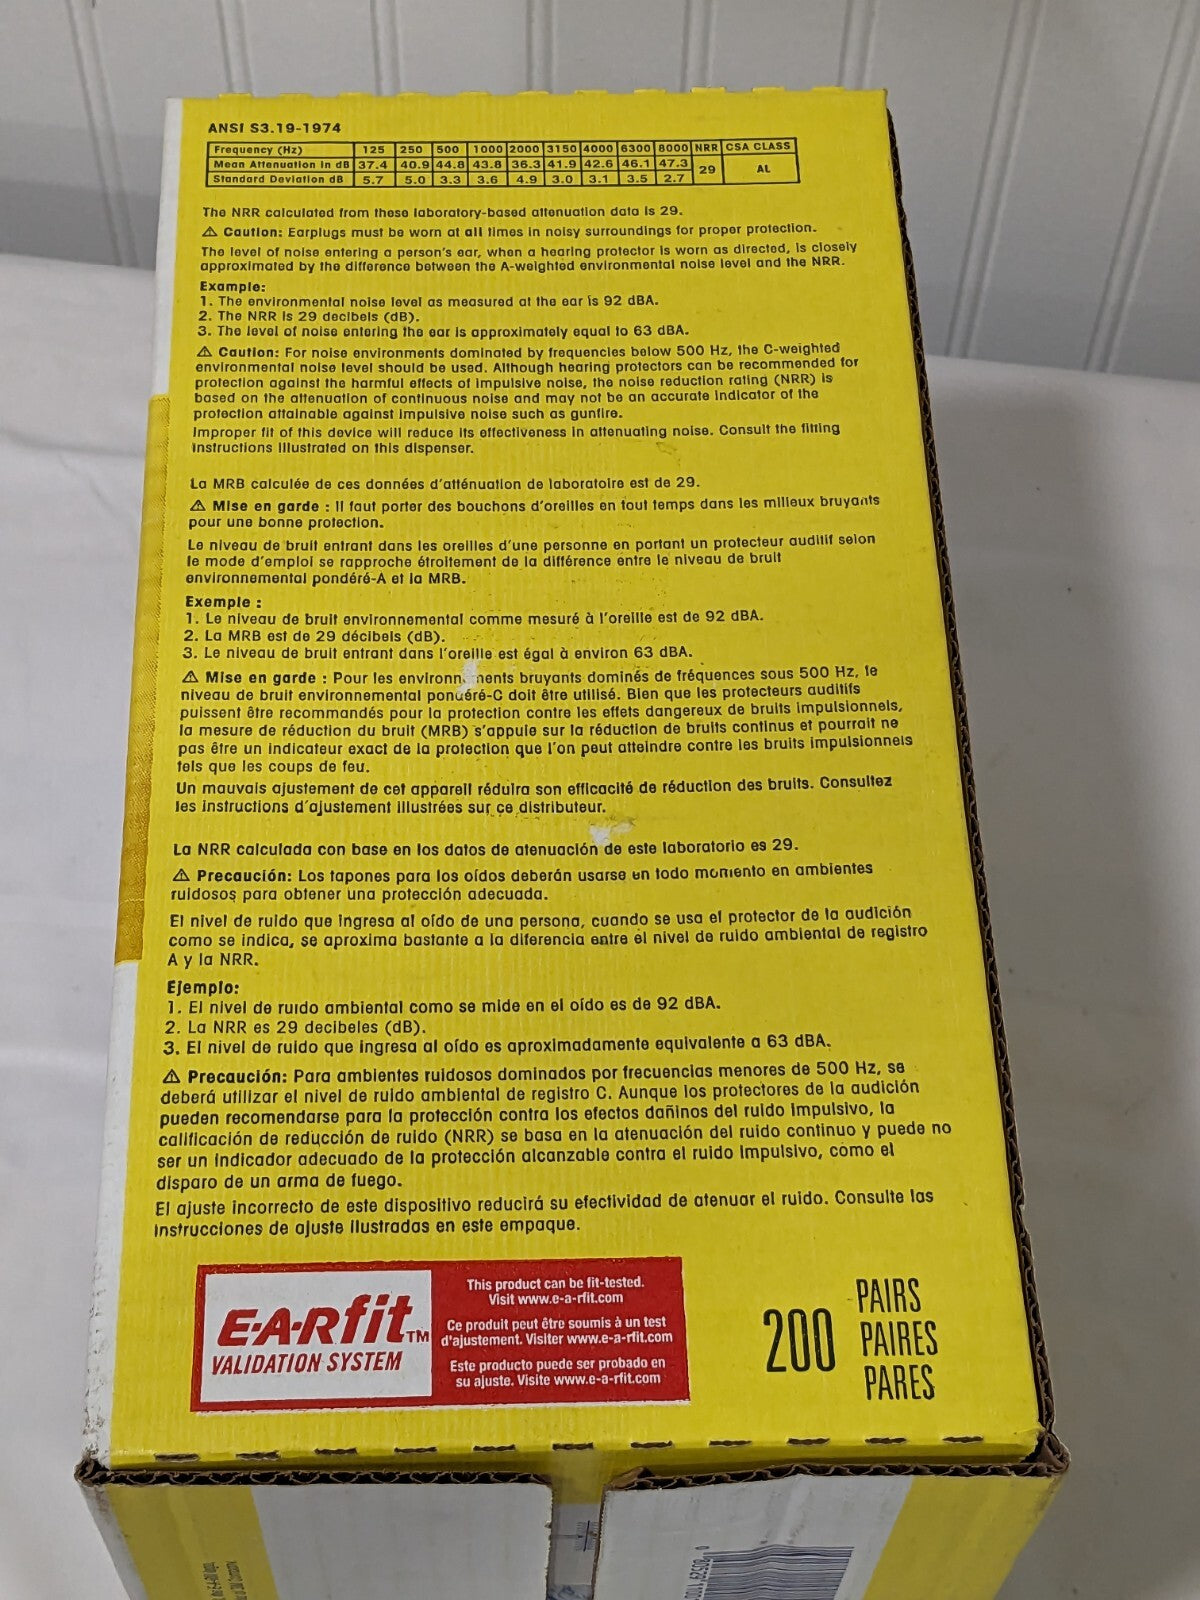 ANSI S3.19-1974
Frequency (Hz) 125 250 500 1000 2000 3150 4000 6300 8000 NRR CSA CLASS
Mean Attenuation in dB 37.4 40.9 44.8 43.8 36.3 41.9 42.6 46.1 47.3 29 AL
Standard Deviation dB 5.7 5.0 3.3 3.6 4.9 3.0 3.1 3.5 2.7
The NRR calculated from these laboratory-based attenuation data is 29.
⚠ Caution: Earplugs must be worn at all times in noisy surroundings for proper protection.
The level of noise entering a person's ear, when a hearing protector is worn as directed, is closely
approximated by the difference between the A-weighted environmental noise level and the NRR.
Example:
1. The environmental noise level as measured at the ear is 92 dBA.
2. The NRR is 29 decibels (dB).
3. The level of noise entering the ear is approximately equal to 63 dBA.
⚠ Caution: For noise environments dominated by frequencies below 500 Hz, the C-weighted
environmental noise level should be used. Although hearing protectors can be recommended for
protection against the harmful effects of impulsive noise, the noise reduction rating (NRR) is
based on the attenuation of continuous noise and may not be an accurate indicator of the
protection attainable against impulsive noise such as gunfire.
Improper fit of this device will reduce its effectiveness in attenuating noise. Consult the fitting
instructions illustrated on this dispenser.
La MRB calculée de ces données d'atténuation de laboratoire est de 29.
⚠ Mise en garde : Il faut porter des bouchons d'oreilles en tout temps dans les milieux bruyants
pour une bonne protection.
Le niveau de bruit entrant dans les oreilles d'une personne en portant un protecteur auditif selon
le mode d'emploi se rapproche étroitement de la différence entre le niveau de bruit
environnemental pondéré-A et la MRB.
Exemple :
1. Le niveau de bruit environnemental comme mesuré à l'oreille est de 92 dBA.
2. La MRB est de 29 décibels (dB).
3. Le niveau de bruit entrant dans l'oreille est égal à environ 63 dBA.
⚠ Mise en garde : Pour les environnements bruyants dominés de fréquences sous 500 Hz, le
niveau de bruit environnemental pondéré-C doit être utilisé. Bien que les protecteurs auditifs
puissent être recommandés pour la protection contre les effets dangereux de bruits impulsionnels,
la mesure de réduction du bruit (MRB) s'appuie sur la réduction de bruits continus et pourrait ne
pas être un indicateur exact de la protection que l'on peut atteindre contre les bruits impulsionnels
tels que les coups de feu.
Un mauvais ajustement de cet appareil réduira son efficacité de réduction des bruits. Consultez
les instructions d'ajustement illustrées sur ce distributeur.
La NRR calculada con base en los datos de atenuación de este laboratorio es 29.
⚠ Precaución: Los tapones para los oídos deberán usarse en todo momento en ambientes
ruidosos para obtener una protección adecuada.
El nivel de ruido que ingresa al oído de una persona, cuando se usa el protector de la audición
como se indica, se aproxima bastante a la diferencia entre el nivel de ruido ambiental de registro
A y la NRR.
Ejemplo:
1. El nivel de ruido ambiental como se mide en el oído es de 92 dBA.
2. La NRR es 29 decibeles (dB).
3. El nivel de ruido que ingresa al oído es aproximadamente equivalente a 63 dBA.
⚠ Precaución: Para ambientes ruidosos dominados por frecuencias menores de 500 Hz, se
deberá utilizar el nivel de ruido ambiental de registro C. Aunque los protectores de la audición
pueden recomendarse para la protección contra los efectos dañinos del ruido impulsivo, la
calificación de reducción de ruido (NRR) se basa en la atenuación del ruido continuo y puede no
ser un indicador adecuado de la protección alcanzable contra el ruido impulsivo, como el
disparo de un arma de fuego.
El ajuste incorrecto de este dispositivo reducirá su efectividad de atenuar el ruido. Consulte las
instrucciones de ajuste ilustradas en este empaque.
E-A-Rfit™
VALIDATION SYSTEM
This product can be fit-tested.
Visit www.e-a-rfit.com
Ce produit peut être soumis à un test
d'ajustement. Visiter www.e-a-rfit.com
Este producto puede ser probado en
su ajuste. Visite www.e-a-rfit.com
200
PAIRS
PAIRES
PARES